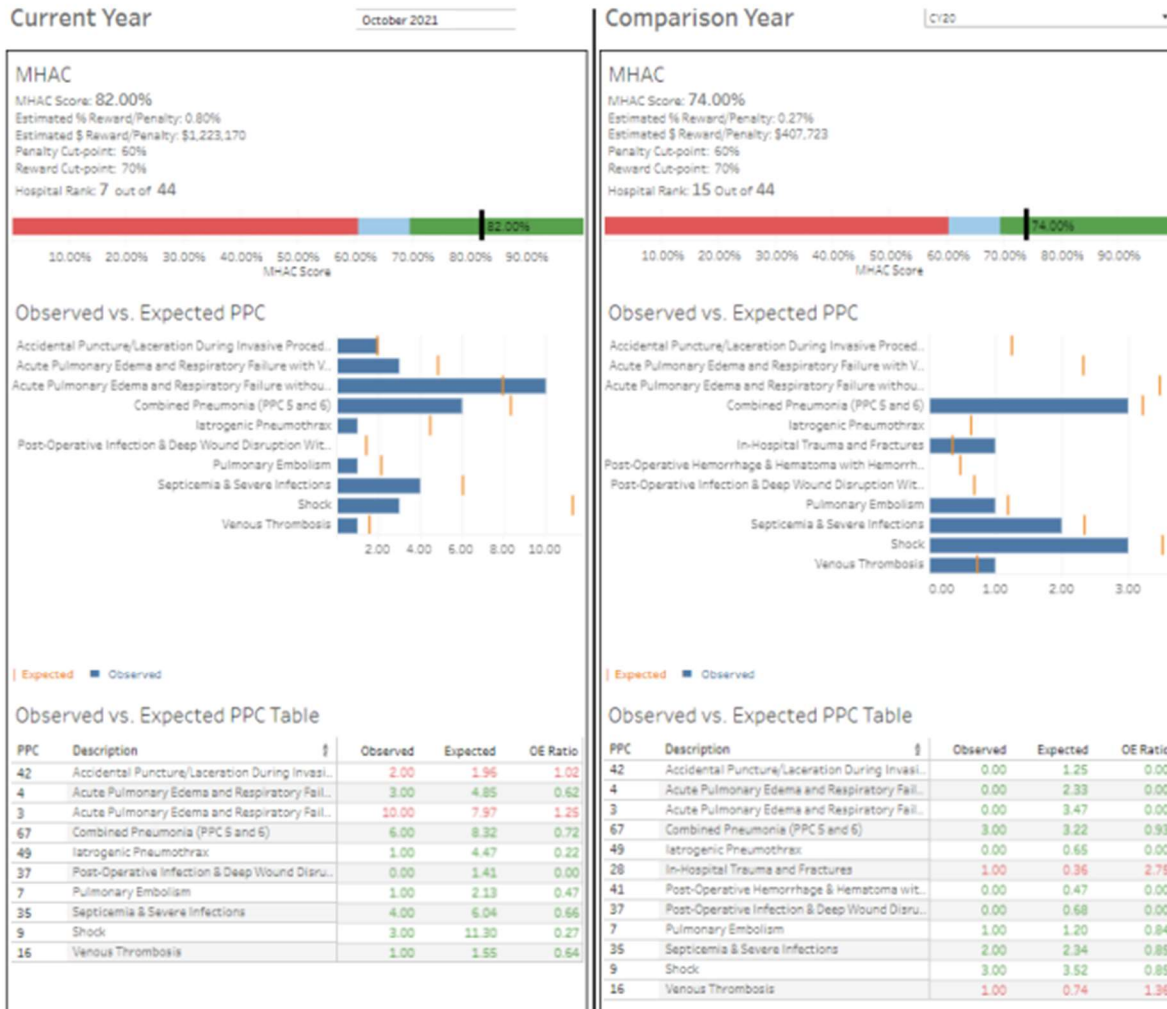 Current Year
October 2021
MHAC
MHAC Score: 82.00%
Estimated % Reward/Penalty: 0.80%
Estimated $ Reward/Penalty: $1,223,170
Penalty Cut-point: 60%
Reward Cut-point: 70%
Hospital Rank: 7 out of 44
82.00%
10.00% 20.00% 30.00% 40.00% 50.00% 60.00% 70.00% 80.00% 90.00%
MHAC Score
Observed vs. Expected PPC
Accidental Puncture/Laceration During Invasive Proced..
Acute Pulmonary Edema and Respiratory Failure with V..
Acute Pulmonary Edema and Respiratory Failure withou..
Combined Pneumonia (PPC 5 and 6)
Iatrogenic Pneumothrax
Post-Operative Infection & Deep Wound Disruption Wit..
Pulmonary Embolism
Septicemia & Severe Infections
Shock
Venous Thrombosis
2.00 4.00 6.00 8.00 10.00
Expected Observed
Observed vs. Expected PPC Table
PPC Description Observed Expected OE Ratio
42 Accidental Puncture/Laceration During Invasi.. 2.00 1.96 1.02
4 Acute Pulmonary Edema and Respiratory Fail.. 3.00 4.85 0.62
3 Acute Pulmonary Edema and Respiratory Fail.. 10.00 7.97 1.25
67 Combined Pneumonia (PPC 5 and 6) 6.00 8.32 0.72
49 Iatrogenic Pneumothrax 1.00 4.47 0.22
37 Post-Operative Infection & Deep Wound Disru.. 0.00 1.41 0.00
7 Pulmonary Embolism 1.00 2.13 0.47
35 Septicemia & Severe Infections 4.00 6.04 0.66
9 Shock 3.00 11.30 0.27
16 Venous Thrombosis 1.00 1.55 0.64
Comparison Year
CY20
MHAC
MHAC Score: 74.00%
Estimated % Reward/Penalty: 0.27%
Estimated $ Reward/Penalty: $407,723
Penalty Cut-point: 60%
Reward Cut-point: 70%
Hospital Rank: 15 Out of 44
74.00%
10.00% 20.00% 30.00% 40.00% 50.00% 60.00% 70.00% 80.00% 90.00%
MHAC Score
Observed vs. Expected PPC
Accidental Puncture/Laceration During Invasive Proced..
Acute Pulmonary Edema and Respiratory Failure with V..
Acute Pulmonary Edema and Respiratory Failure withou..
Combined Pneumonia (PPC 5 and 6)
Iatrogenic Pneumothrax
In-Hospital Trauma and Fractures
Post-Operative Hemorrhage & Hematoma with Hemorrh..
Post-Operative Infection & Deep Wound Disruption Wit..
Pulmonary Embolism
Septicemia & Severe Infections
Shock
Venous Thrombosis
0.00 1.00 2.00 3.00
Expected Observed
Observed vs. Expected PPC Table
PPC Description Observed Expected OE Ratio
42 Accidental Puncture/Laceration During Invasi.. 0.00 1.25 0.00
4 Acute Pulmonary Edema and Respiratory Fail.. 0.00 2.33 0.00
3 Acute Pulmonary Edema and Respiratory Fail.. 0.00 3.47 0.00
67 Combined Pneumonia (PPC 5 and 6) 3.00 3.22 0.93
49 Iatrogenic Pneumothrax 0.00 0.65 0.00
28 In-Hospital Trauma and Fractures 1.00 0.36
41 Post-Operative Hemorrhage & Hematoma wit.. 0.00 0.47 0.00
37 Post-Operative Infection & Deep Wound Disru.. 0.00 0.68 0.00
7 Pulmonary Embolism 1.00 1.20 0.84
35 Septicemia & Severe Infections 2.00 2.34
9 Shock 3.00 3.52
16 Venous Thrombosis 1.00 0.74 1.36